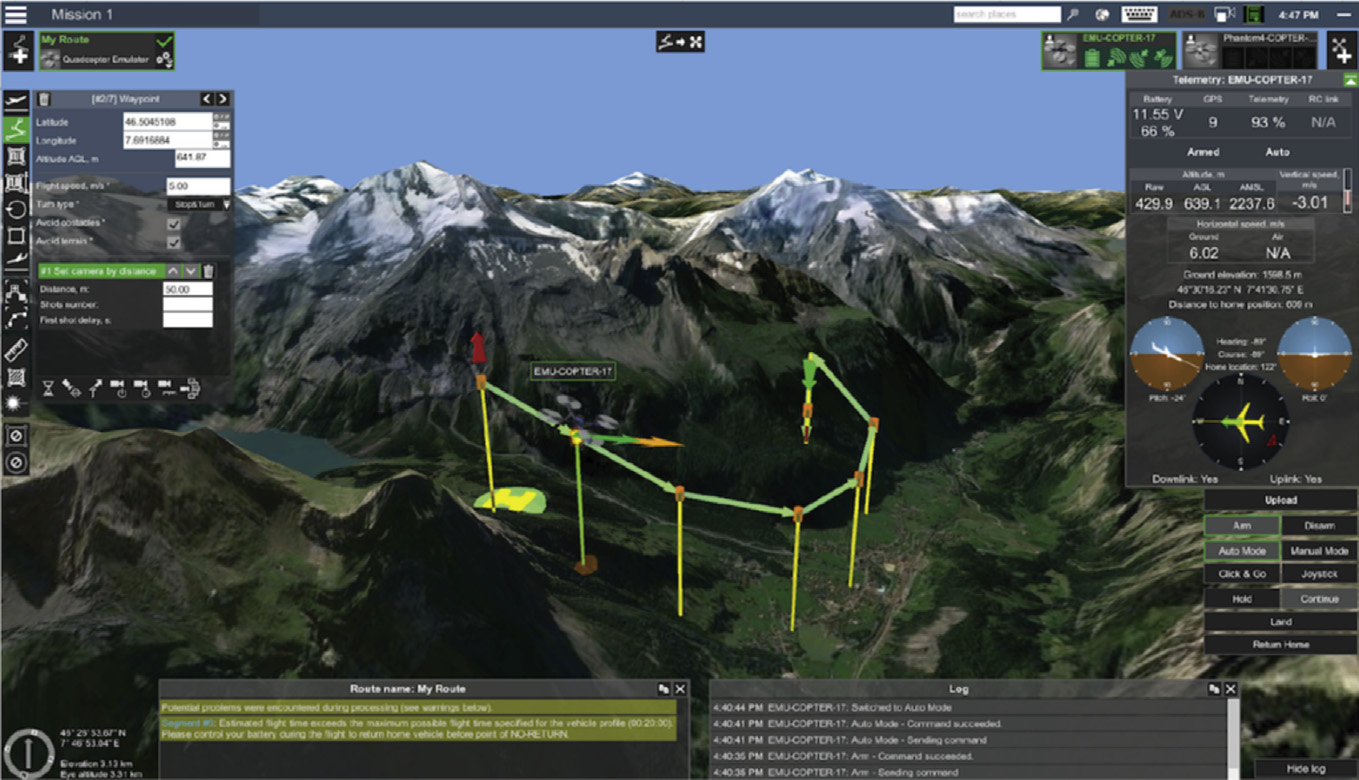 Mission 1
search places
ADS-B
4:47 PM
My Route
Quadcopter Emulator
EMU-COPTER-17
Phantom4-COPTER-...
[#2/7] Waypoint
Latitude 46.5045108
Longitude 7.6916884
Altitude AGL, m 641.87
Flight speed, m/s * 5.00
Turn type * Stop&Turn
Avoid obstacles *
Avoid terrain *
#1 Set camera by distance
Distance, m: 50.00
Shots number:
First shot delay, s:
Telemetry: EMU-COPTER-17
Battery GPS Telemetry RC link
11.55 V
66 % 9 93 % N/A
Armed Auto
Altitude, m Vertical speed, m/s
Raw AGL AMSL
429.9 639.1 2237.6 -3.01
Horizontal speed, m/s
Ground Air
6.02 N/A
Ground elevation: 1598.5 m
46°30'16.23" N 7°41'30.75" E
Distance to home position: 609 m
Heading: -89°
Course: -89°
Home location: 122°
Pitch: -24°
Roll: 0°
N
W
E
S
Downlink: Yes Uplink: Yes
Upload
Arm Disarm
Auto Mode Manual Mode
Click & Go Joystick
Hold Continue
Land
Return Home
EMU-COPTER-17
Route name: My Route
Potential problems were encountered during processing (see warnings below).
Estimated flight time exceeds the maximum possible flight time specified for the vehicle profile (00:20:00).
Please control your battery during the flight to return home vehicle before point of NO-RETURN.
Log
4:40:44 PM EMU-COPTER-17: Switched to Auto Mode
4:40:41 PM EMU-COPTER-17: Auto Mode - Command succeeded.
4:40:41 PM EMU-COPTER-17: Auto Mode - Sending command
4:40:35 PM EMU-COPTER-17: Arm - Command succeeded.
4:40:35 PM EMU-COPTER-17: Arm - Sending command
Elevation 3.13 km
Eye altitude 3.31 km
Hide log